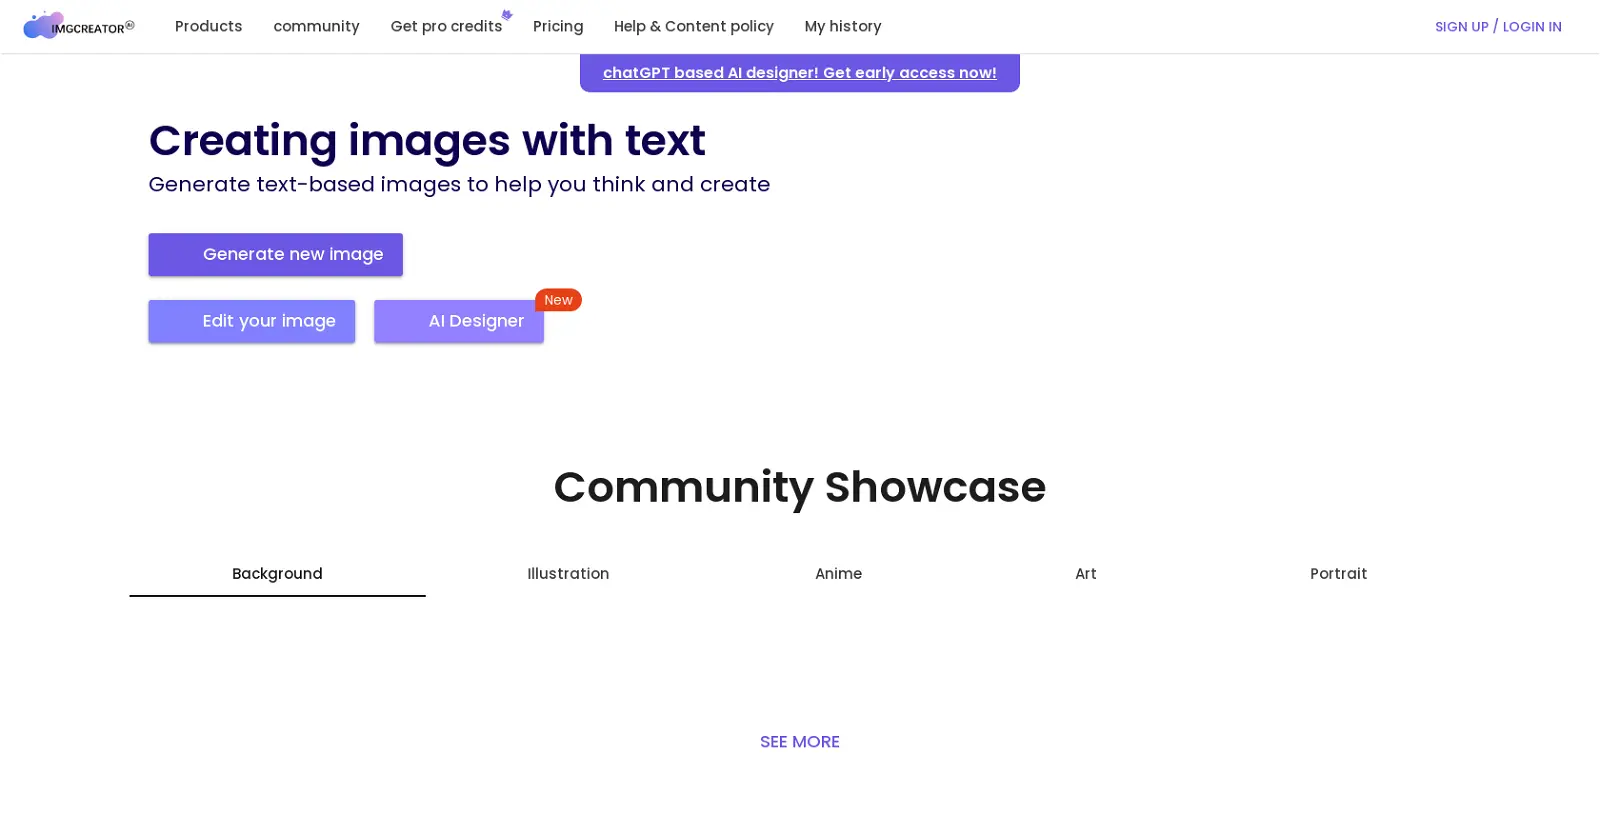 IMGCREATOR AI
Products
community
Get pro credits
Pricing
Help & Content policy
My history
SIGN UP / LOGIN IN
chatGPT based AI designer! Get early access now!
Creating images with text
Generate text-based images to help you think and create
Generate new image
Edit your image
AI Designer
New
Community Showcase
Background
Illustration
Anime
Art
Portrait
SEE MORE